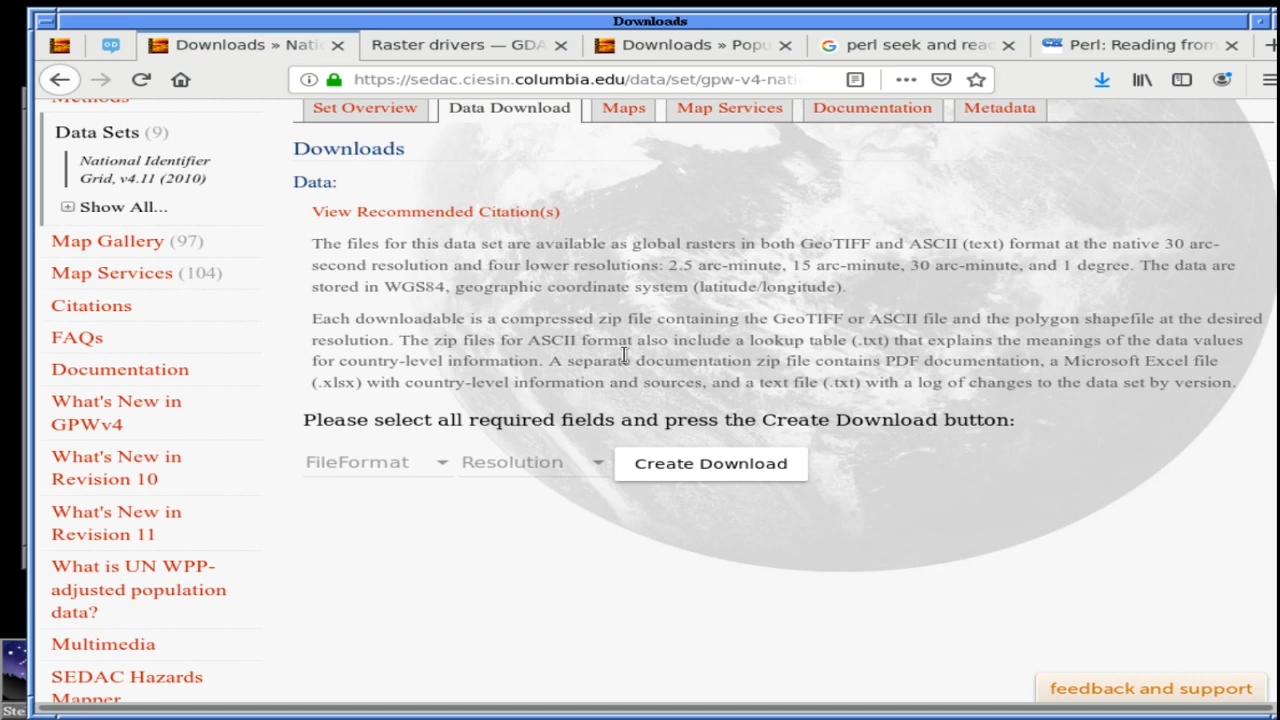 Downloads
Downloads » Nati
Raster drivers — GDA
Downloads » Popu
perl seek and read
Perl: Reading from
https://sedac.ciesin.columbia.edu/data/set/gpw-v4-nati
Methods
Set Overview
Data Download
Maps
Map Services
Documentation
Metadata
Data Sets (9)
National Identifier
Grid, v4.11 (2010)
Show All...
Map Gallery (97)
Map Services (104)
Citations
FAQs
Documentation
What's New in
GPWv4
What's New in
Revision 10
What's New in
Revision 11
What is UN WPP-
adjusted population
data?
Multimedia
SEDAC Hazards
Mapper
Downloads
Data:
View Recommended Citation(s)
The files for this data set are available as global rasters in both GeoTIFF and ASCII (text) format at the native 30 arc-
second resolution and four lower resolutions: 2.5 arc-minute, 15 arc-minute, 30 arc-minute, and 1 degree. The data are
stored in WGS84, geographic coordinate system (latitude/longitude).
Each downloadable is a compressed zip file containing the GeoTIFF or ASCII file and the polygon shapefile at the desired
resolution. The zip files for ASCII format also include a lookup table (.txt) that explains the meanings of the data values
for country-level information. A separate documentation zip file contains PDF documentation, a Microsoft Excel file
(.xlsx) with country-level information and sources, and a text file (.txt) with a log of changes to the data set by version.
Please select all required fields and press the Create Download button:
FileFormat
Resolution
Create Download
feedback and support
Ste